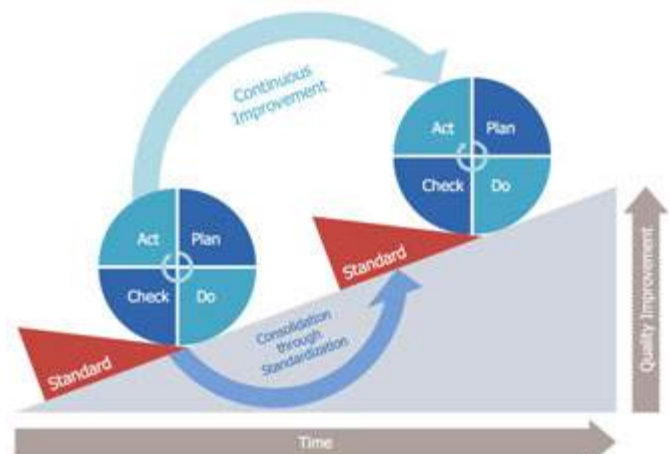 Continuous
Improvement
Act
Plan
Check
Do
Act
Plan
Check
Do
Standard
Standard
Consolidation
through
Standardization
Quality Improvement
Time